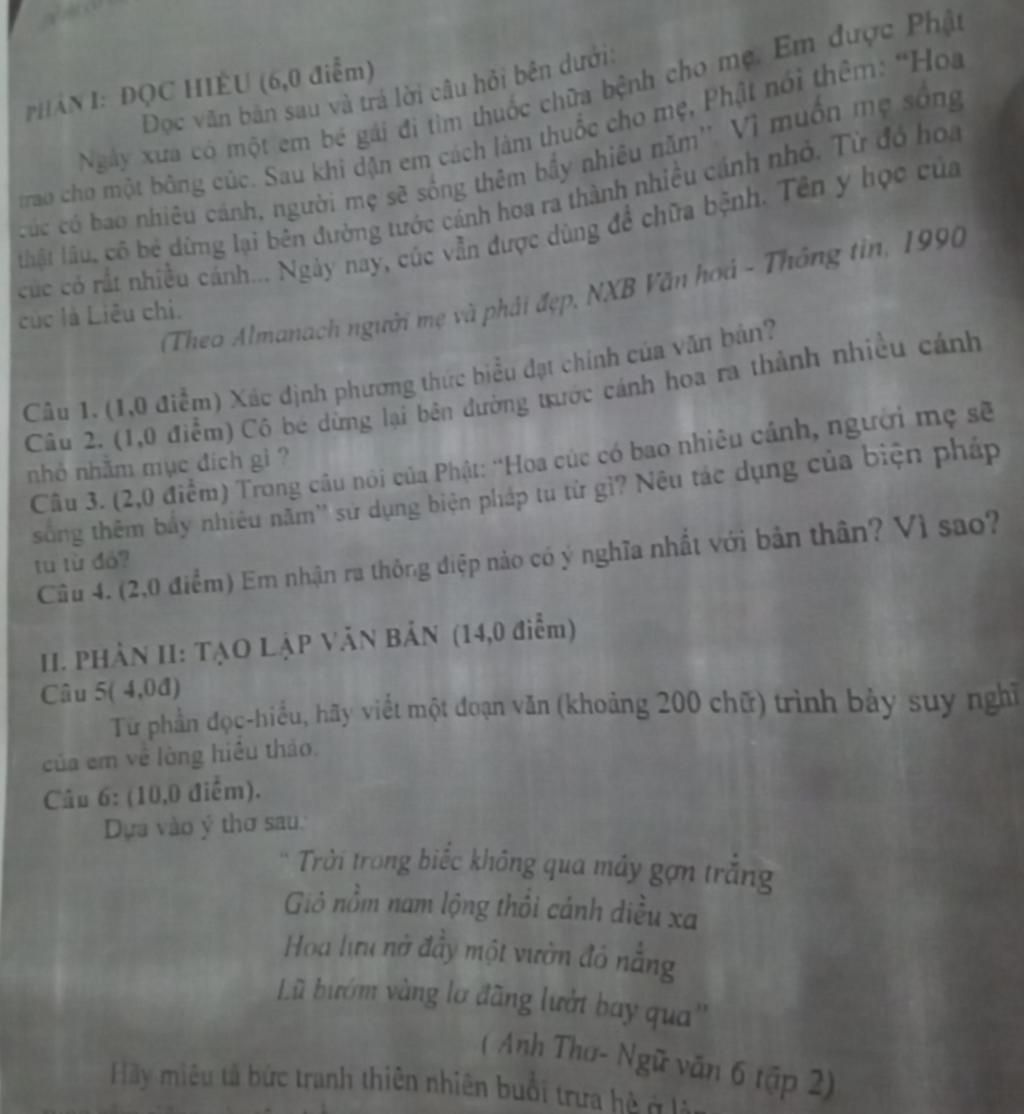 PHẦN I: ĐỌC HIỂU (6,0 điểm)
Đọc văn bản sau và trả lời câu hỏi bên dưới:
Ngày xưa có một em bé gái đi tìm thuốc chữa bệnh cho mẹ. Em được Phật
trao cho một bông cúc. Sau khi dặn em cách làm thuốc cho mẹ, Phật nói thêm: "Hoa
cúc có bao nhiêu cánh, người mẹ sẽ sống thêm bấy nhiêu năm". Vì muốn mẹ sống
thật lâu, cô bé dừng lại bên đường tước cánh hoa ra thành nhiều cánh nhỏ. Từ đó hoa
cúc có rất nhiều cánh... Ngày nay, cúc vẫn được dùng để chữa bệnh. Tên y học của
cúc là Liêu chi.
(Theo Almanach người mẹ và phái đẹp, NXB Văn hoá - Thông tin, 1990
Câu 1. (1,0 điểm) Xác định phương thức biểu đạt chính của văn bản?
Câu 2. (1,0 điểm) Cô bé dừng lại bên đường tước cánh hoa ra thành nhiều cánh
nhỏ nhằm mục đích gì ?
Câu 3. (2,0 điểm) Trong câu nói của Phật: "Hoa cúc có bao nhiêu cánh, người mẹ sẽ
sống thêm bấy nhiêu năm" sử dụng biện pháp tu từ gì? Nêu tác dụng của biện pháp
tu từ đó?
Câu 4. (2,0 điểm) Em nhận ra thông điệp nào có ý nghĩa nhất với bản thân? Vì sao?
II. PHẦN II: TẠO LẬP VĂN BẢN (14,0 điểm)
Câu 5( 4,0đ)
Từ phần đọc-hiểu, hãy viết một đoạn văn (khoảng 200 chữ) trình bày suy nghĩ
của em về lòng hiếu thảo.
Câu 6: (10,0 điểm).
Dựa vào ý thơ sau:
" Trời trong biếc không qua mây gợn trắng
Gió nồm nam lộng thổi cánh diều xa
Hoa lựu nở đầy một vườn đỏ nắng
Lũ bướm vàng lơ đãng lướt bay qua"
( Anh Thơ- Ngữ văn 6 tập 2)
Hãy miêu tả bức tranh thiên nhiên buổi trưa hè ở